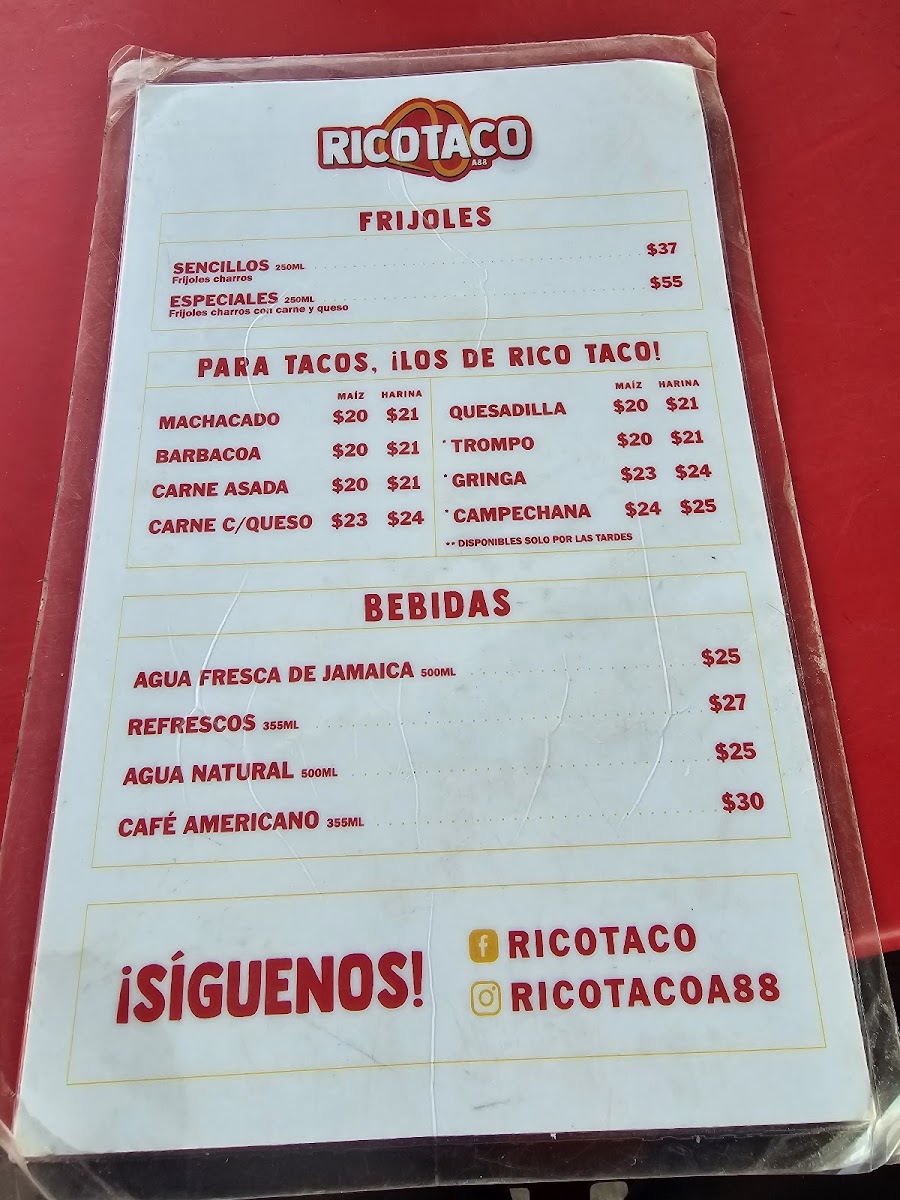 RICOTACO
A88
FRIJOLES
SENCILLOS 250ML $37
Frijoles charros
ESPECIALES 250ML $55
Frijoles charros con carne y queso
PARA TACOS, ¡LOS DE RICO TACO!
MAÍZ HARINA
MACHACADO $20 $21
BARBACOA $20 $21
CARNE ASADA $20 $21
CARNE C/QUESO $23 $24
MAÍZ HARINA
QUESADILLA $20 $21
*TROMPO $20 $21
*GRINGA $23 $24
*CAMPECHANA $24 $25
** DISPONIBLES SOLO POR LAS TARDES
BEBIDAS
AGUA FRESCA DE JAMAICA 500ML $25
REFRESCOS 355ML $27
AGUA NATURAL 500ML $25
CAFÉ AMERICANO 355ML $30
¡SÍGUENOS!
RICOTACO
RICOTACOA88